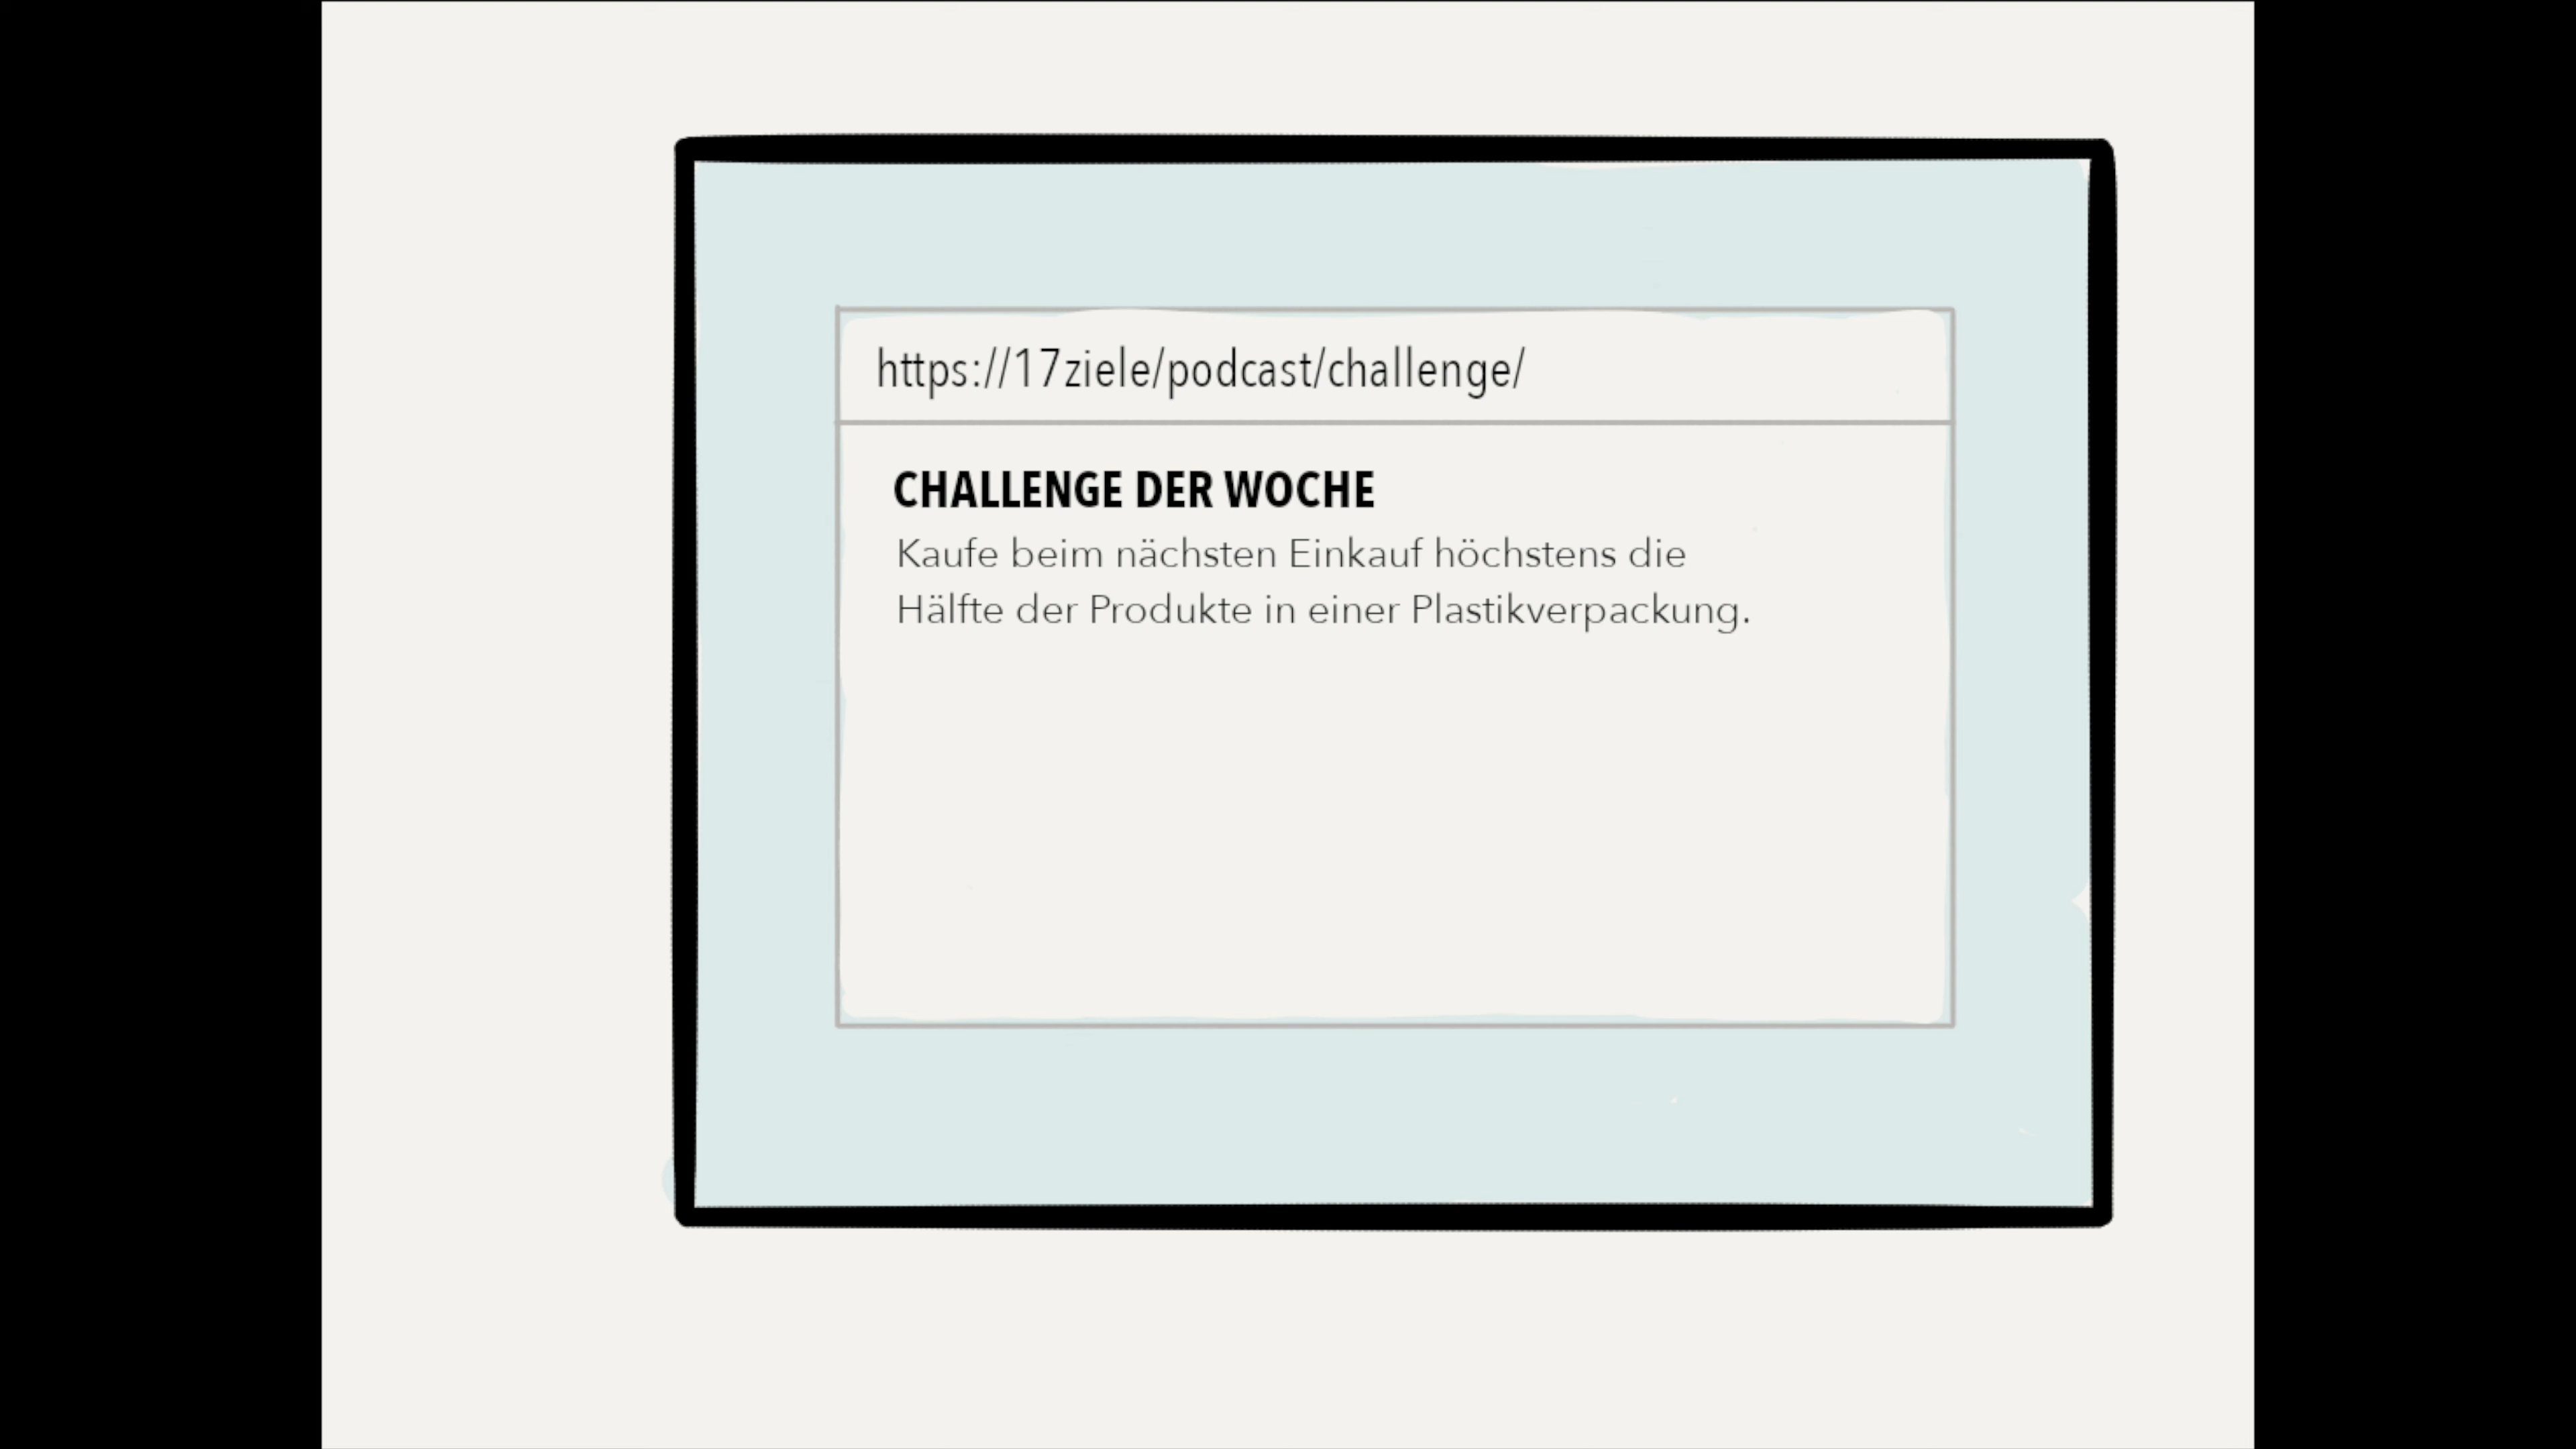 https://17ziele/podcast/challenge/
CHALLENGE DER WOCHE
Kaufe beim nächsten Einkauf höchstens die
Hälfte der Produkte in einer Plastikverpackung.